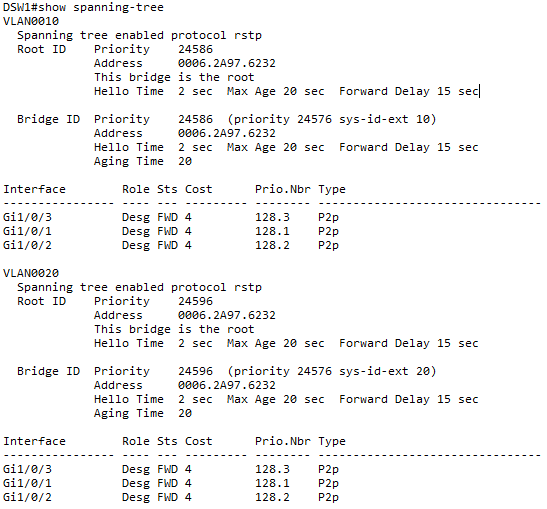 DSW1#show spanning-tree
VLAN0010
  Spanning tree enabled protocol rstp
  Root ID    Priority    24586
             Address     0006.2A97.6232
             This bridge is the root
             Hello Time  2 sec  Max Age 20 sec  Forward Delay 15 sec

  Bridge ID  Priority    24586  (priority 24576 sys-id-ext 10)
             Address     0006.2A97.6232
             Hello Time  2 sec  Max Age 20 sec  Forward Delay 15 sec
             Aging Time  20

Interface        Role Sts Cost      Prio.Nbr Type
---------------- ---- --- --------- -------- --------------------------------
Gi1/0/3          Desg FWD 4         128.3    P2p
Gi1/0/1          Desg FWD 4         128.1    P2p
Gi1/0/2          Desg FWD 4         128.2    P2p

VLAN0020
  Spanning tree enabled protocol rstp
  Root ID    Priority    24596
             Address     0006.2A97.6232
             This bridge is the root
             Hello Time  2 sec  Max Age 20 sec  Forward Delay 15 sec

  Bridge ID  Priority    24596  (priority 24576 sys-id-ext 20)
             Address     0006.2A97.6232
             Hello Time  2 sec  Max Age 20 sec  Forward Delay 15 sec
             Aging Time  20

Interface        Role Sts Cost      Prio.Nbr Type
---------------- ---- --- --------- -------- --------------------------------
Gi1/0/3          Desg FWD 4         128.3    P2p
Gi1/0/1          Desg FWD 4         128.1    P2p
Gi1/0/2          Desg FWD 4         128.2    P2p